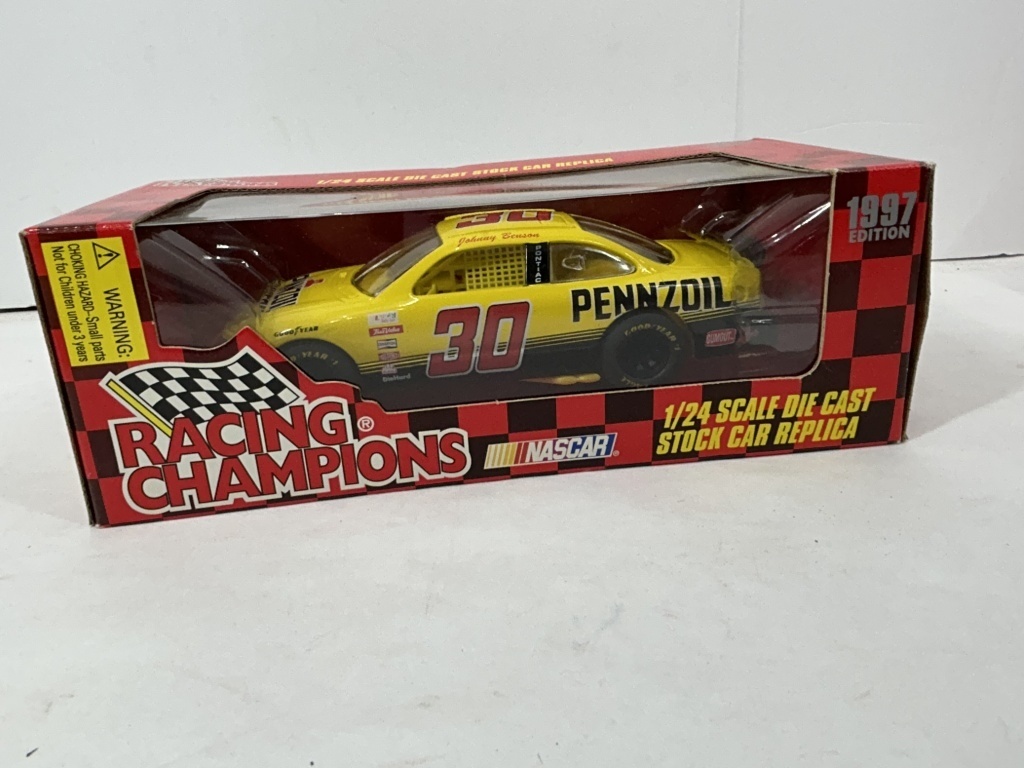 1/24 SCALE DIE CAST STOCK CAR REPLICA
1997
EDITION
WARNING:
CHOKING HAZARD–Small parts
Not for Children under 3 years
30
Johnny Benson
PONTIAC
PENNZOIL
GOODYEAR
30
GOODYEAR
RACING
CHAMPIONS®
NASCAR®
1/24 SCALE DIE CAST
STOCK CAR REPLICA